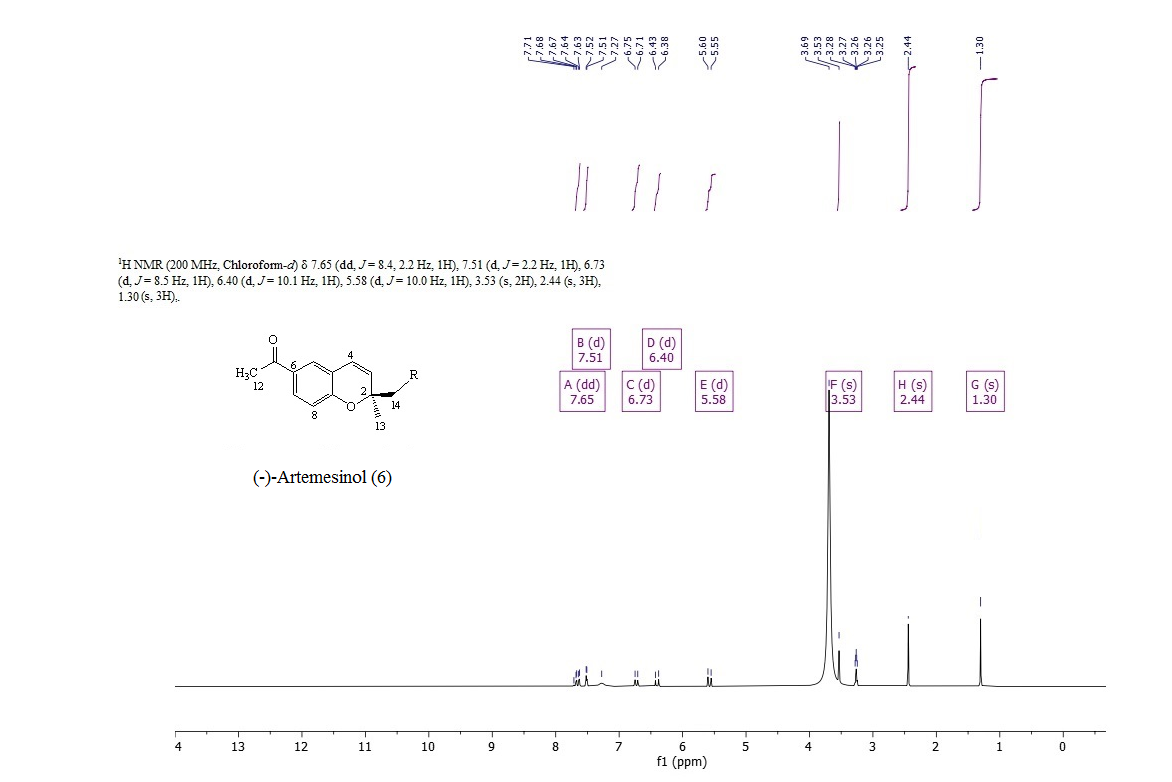 7.71 7.68 7.67 7.64 7.63 7.52 7.51 7.27 6.75 6.71 6.43 6.38 5.60 5.55 3.69 3.53 3.28 3.27 3.26 3.26 3.25 2.44 1.30
¹H NMR (200 MHz, Chloroform-d) δ 7.65 (dd, J = 8.4, 2.2 Hz, 1H), 7.51 (d, J = 2.2 Hz, 1H), 6.73
(d, J = 8.5 Hz, 1H), 6.40 (d, J = 10.1 Hz, 1H), 5.58 (d, J = 10.0 Hz, 1H), 3.53 (s, 2H), 2.44 (s, 3H),
1.30 (s, 3H),.
B (d) D (d)
7.51 6.40
A (dd) C (d) E (d) F (s) H (s) G (s)
7.65 6.73 5.58 3.53 2.44 1.30
O
6 4
H₃C R
12 2
8 O 14
13
(-)-Artemesinol (6)
4 13 12 11 10 9 8 7 6 5 4 3 2 1 0
f1 (ppm)